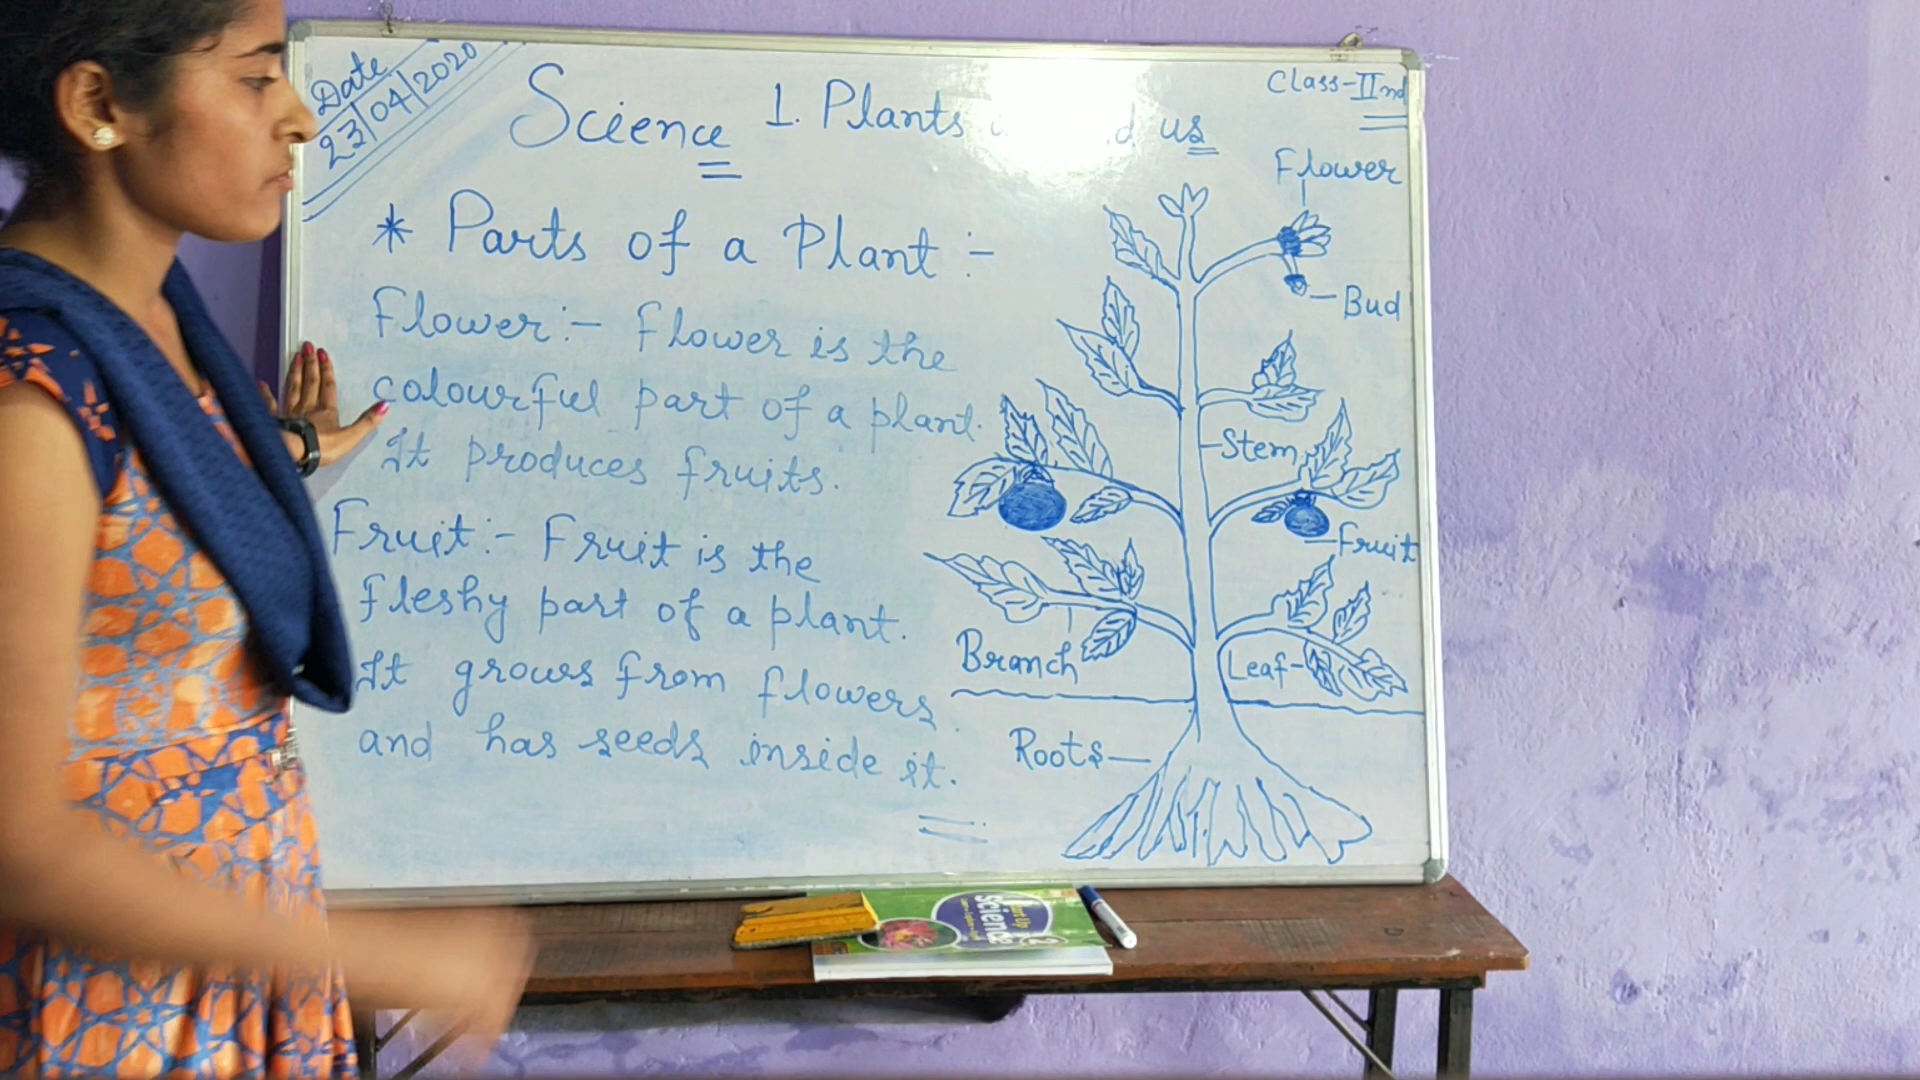 Date
23/04/2020
Science
1. Plants us
Class-IInd
* Parts of a Plant :-
Flower :- Flower is the
colourful part of a plant.
It produces fruits.
Fruit :- Fruit is the
fleshy part of a plant.
It grows from flowers
and has seeds inside it.
Flower
Bud
Stem
Fruit
Branch
Leaf
Roots
Science
2